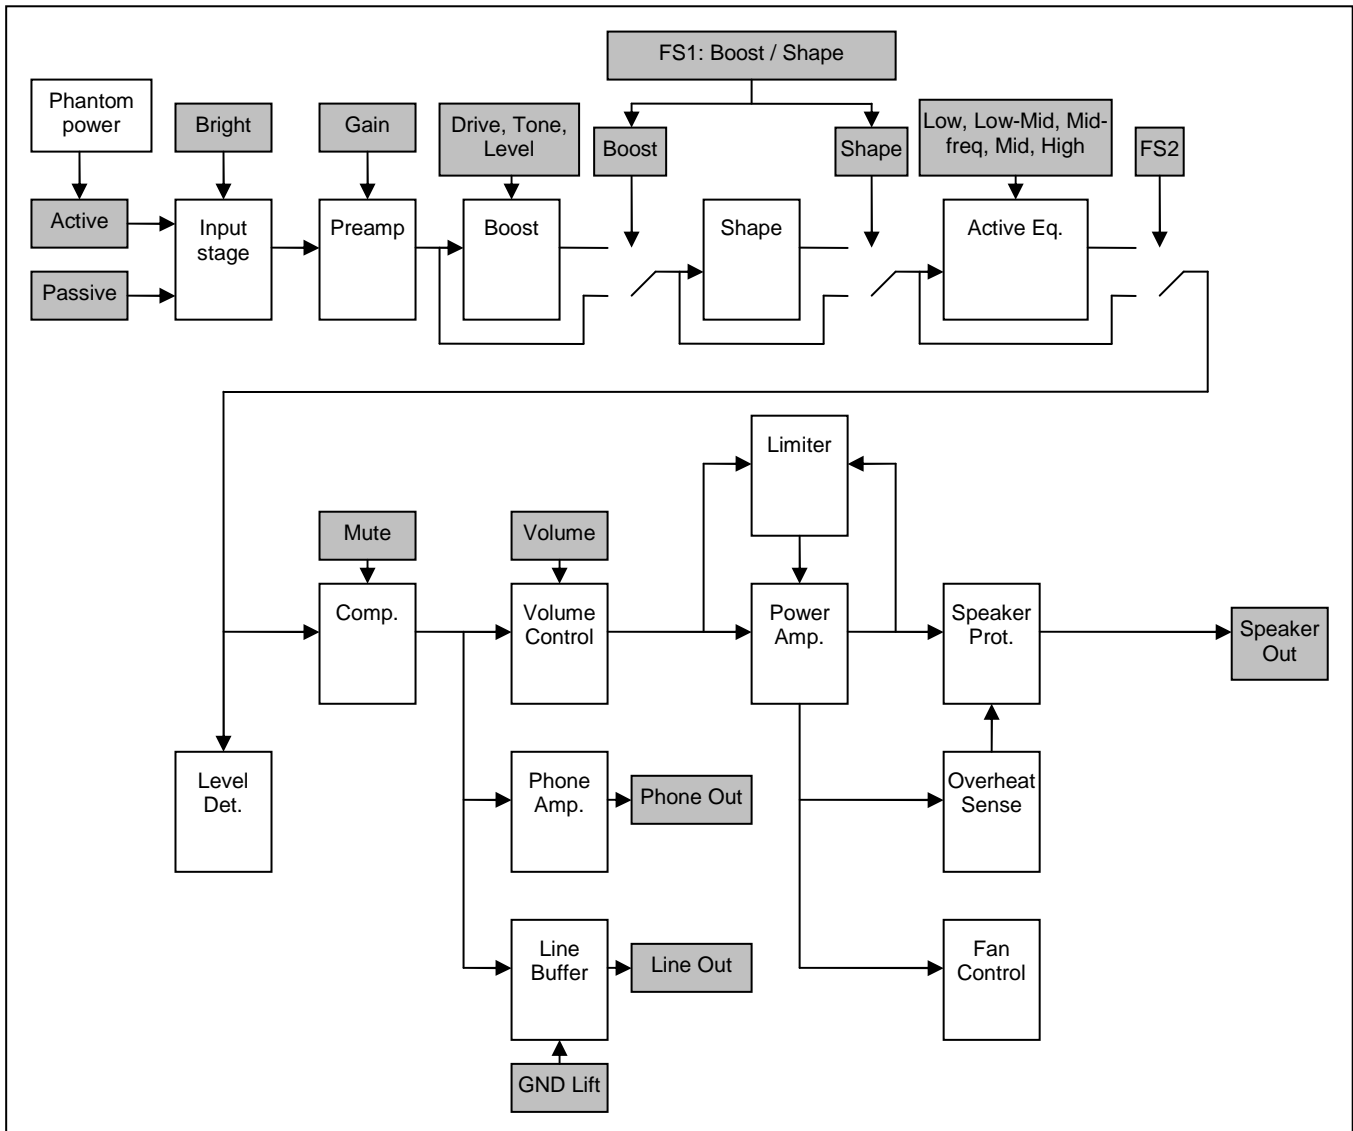 FS1: Boost / Shape
Phantom
power
Bright
Gain
Drive, Tone,
Level
Boost
Shape
Low, Low-Mid, Mid-
freq, Mid, High
FS2
Active
Passive
Input
stage
Preamp
Boost
Shape
Active Eq.
Limiter
Mute
Volume
Comp.
Volume
Control
Power
Amp.
Speaker
Prot.
Speaker
Out
Level
Det.
Phone
Amp.
Phone Out
Overheat
Sense
Line
Buffer
Line Out
Fan
Control
GND Lift